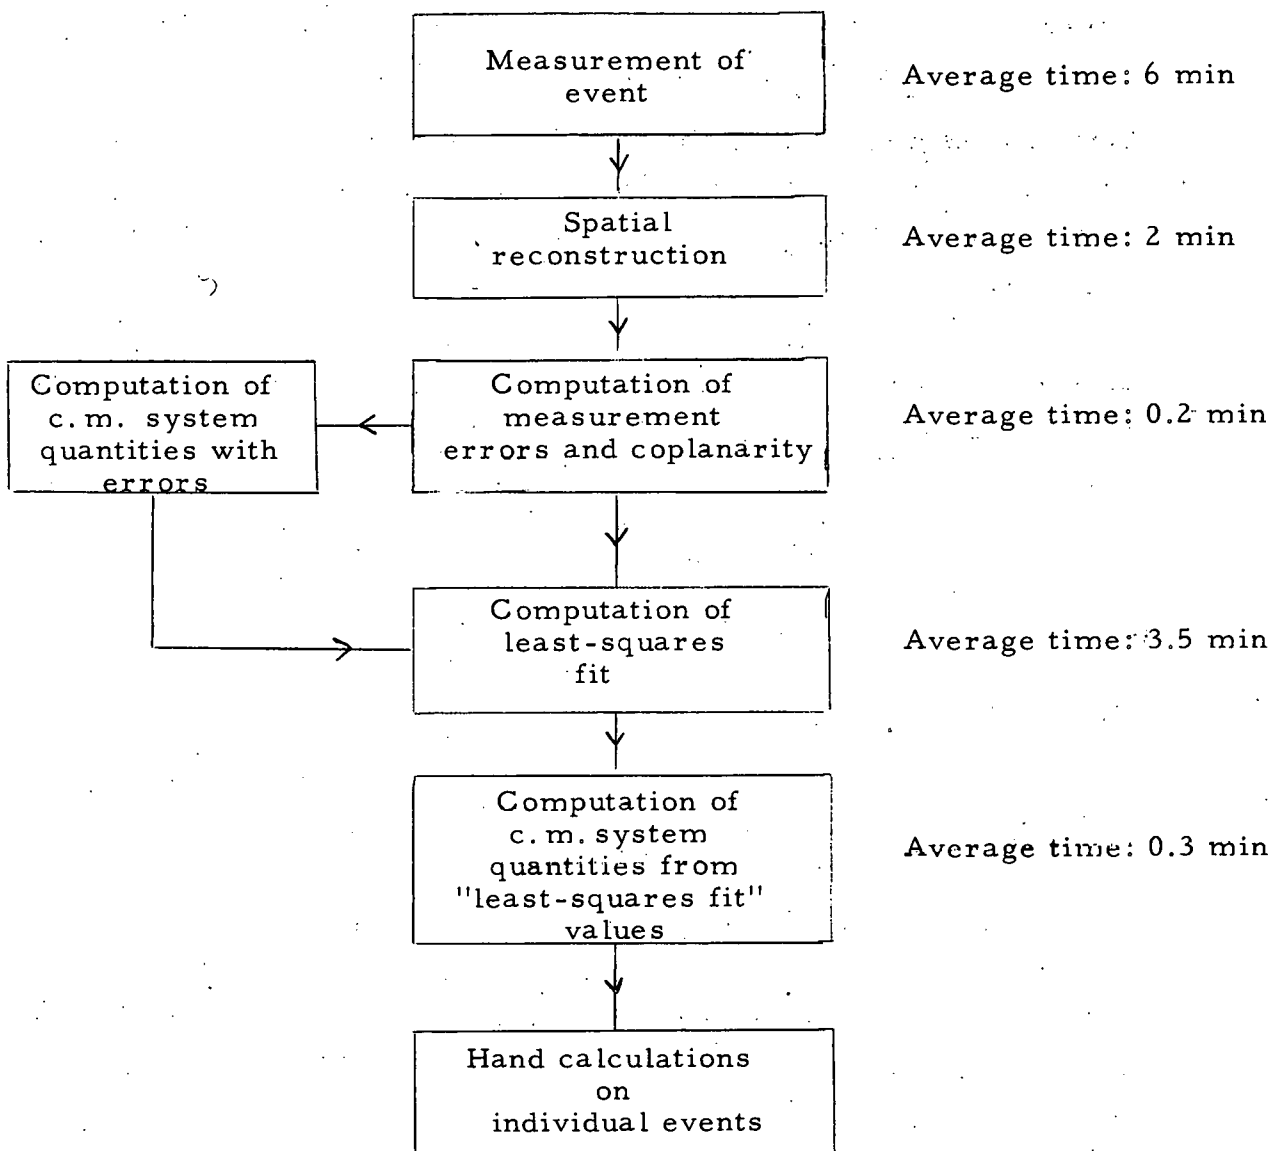 Measurement of
event
Average time: 6 min
Spatial
reconstruction
Average time: 2 min
Computation of
c. m. system
quantities with
errors
Computation of
measurement
errors and coplanarity
Average time: 0.2 min
Computation of
least-squares
fit
Average time: 3.5 min
Computation of
c. m. system
quantities from
"least-squares fit"
values
Average time: 0.3 min
Hand calculations
on
individual events